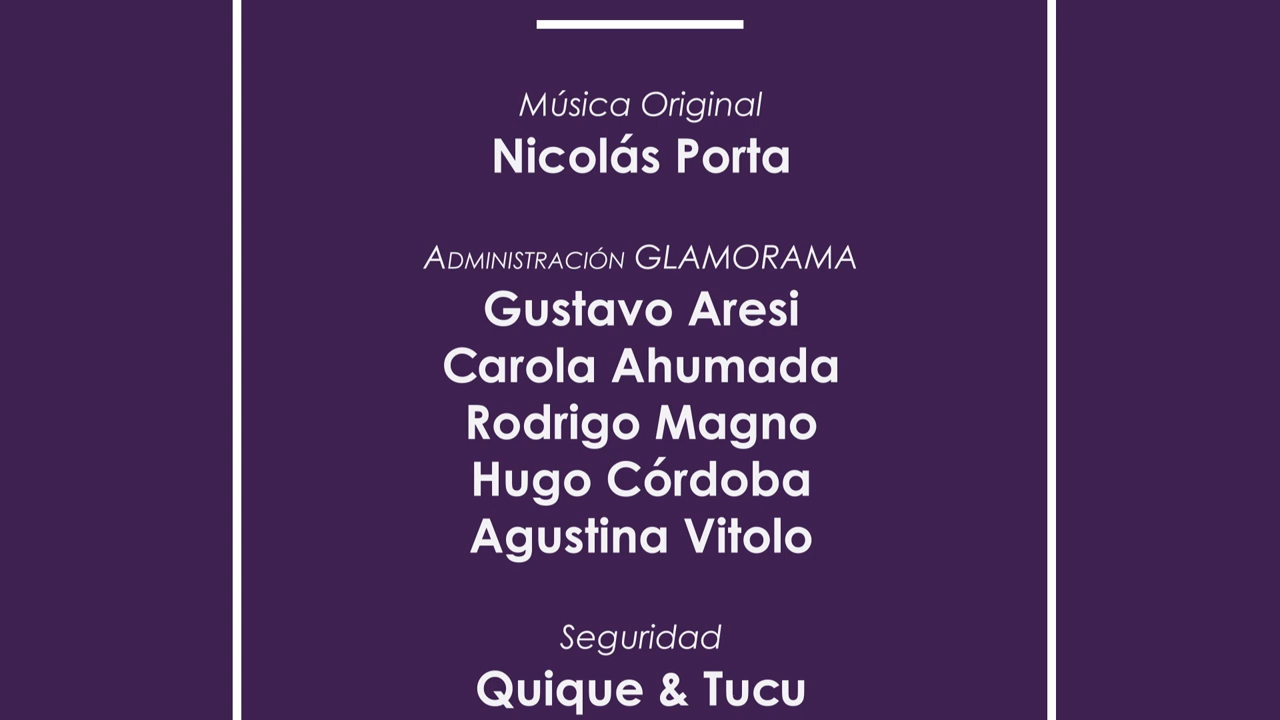 Música Original
Nicolás Porta
Administración GLAMORAMA
Gustavo Aresi
Carola Ahumada
Rodrigo Magno
Hugo Córdoba
Agustina Vitolo
Seguridad
Quique & Tucu